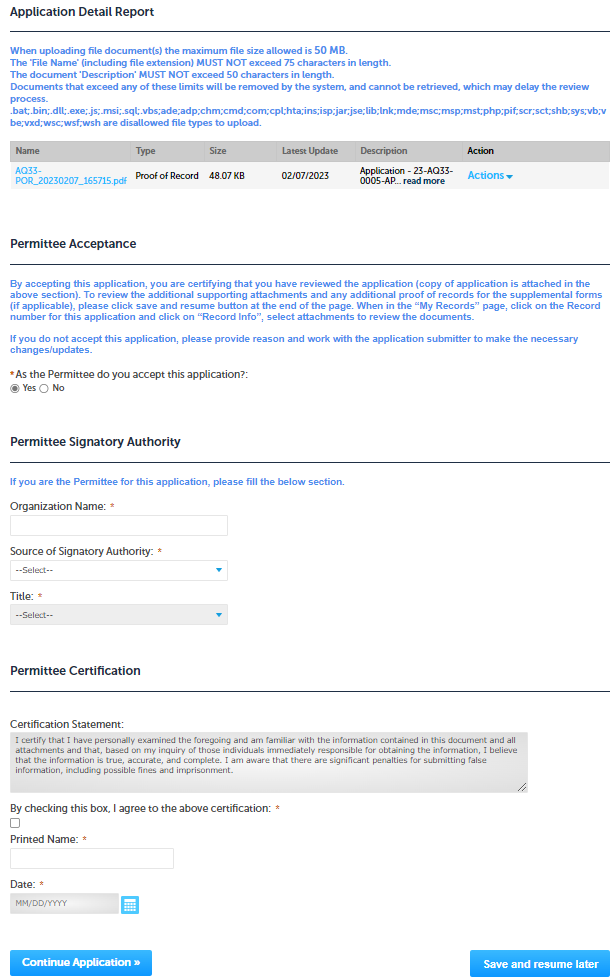 Application Detail Report
When uploading file document(s) the maximum file size allowed is 50 MB.
The 'File Name' (including file extension) MUST NOT exceed 75 characters in length.
The document 'Description' MUST NOT exceed 50 characters in length.
Documents that exceed any of these limits will be removed by the system, and cannot be retrieved, which may delay the review
process.
.bat;.bin;.dll;.exe;.js;.msi;.sql;.vbs;ade;adp;chm;cmd;com;cpl;hta;ins;isp;jar;jse;lib;lnk;mde;msc;msp;mst;php;pif;scr;sct;shb;sys;vb;v
be;vxd;wsc;wsf;wsh are disallowed file types to upload.
Name Type Size Latest Update Description Action
AQ33-
POR_20230207_165715.pdf Proof of Record 48.07 KB 02/07/2023 Application - 23-AQ33-
0005-AP... read more Actions
Permittee Acceptance
By accepting this application, you are certifying that you have reviewed the application (copy of application is attached in the
above section). To review the additional supporting attachments and any additional proof of records for the supplemental forms
(if applicable), please click save and resume button at the end of the page. When in the “My Records” page, click on the Record
number for this application and click on “Record Info”, select attachments to review the documents.
If you do not accept this application, please provide reason and work with the application submitter to make the necessary
changes/updates.
*As the Permittee do you accept this application?:
Yes No
Permittee Signatory Authority
If you are the Permittee for this application, please fill the below section.
Organization Name: *
Source of Signatory Authority: *
--Select--
Title: *
--Select--
Permittee Certification
Certification Statement:
I certify that I have personally examined the foregoing and am familiar with the information contained in this document and all
attachments and that, based on my inquiry of those individuals immediately responsible for obtaining the information, I believe
that the information is true, accurate, and complete. I am aware that there are significant penalties for submitting false
information, including possible fines and imprisonment.
By checking this box, I agree to the above certification: *
Printed Name: *
Date: *
MM/DD/YYYY
Continue Application »
Save and resume later